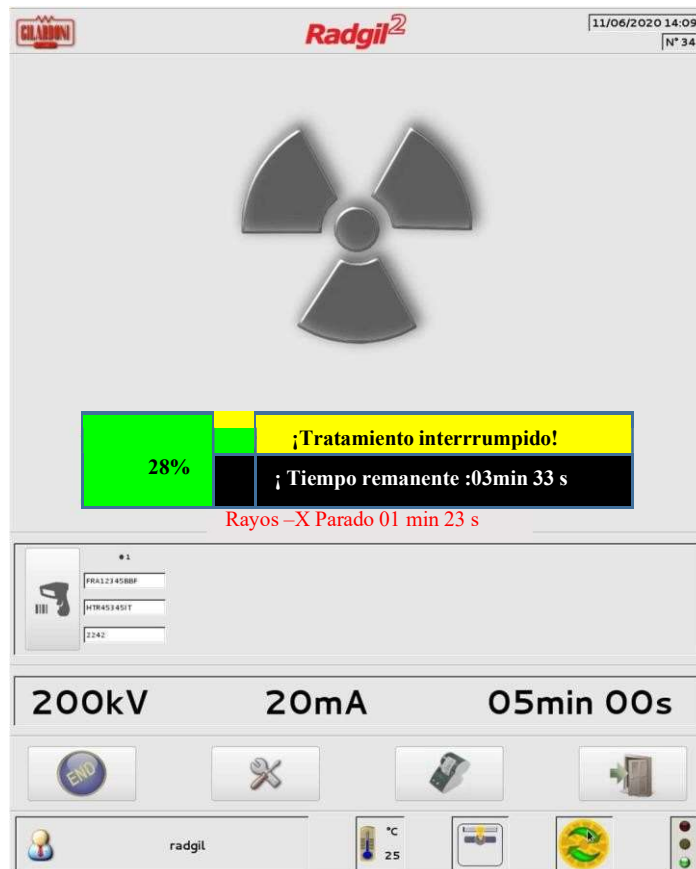 GILARDONI
Radgil2
11/06/2020 14:09
N° 34
¡Tratamiento interrrumpido!
28%
¡ Tiempo remanente :03min 33 s
Rayos –X Parado 01 min 23 s
#1
FRA12345BBF
HTR45345IT
2242
200kV
20mA
05min 00s
END
radgil
°C
25